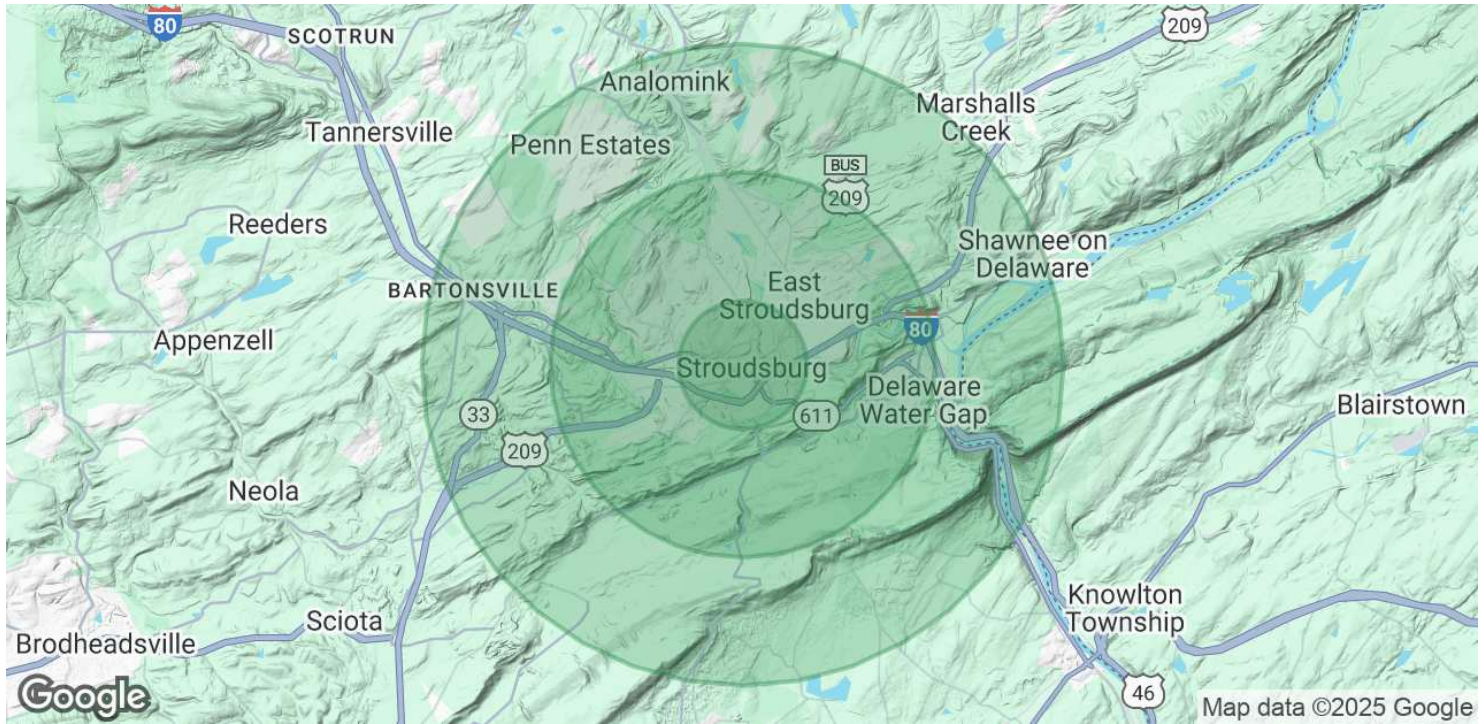 80
SCOTRUN
209
Analomink
Marshalls
Creek
Tannersville
Penn Estates
BUS
209
Reeders
Shawnee on
Delaware
BARTONSVILLE
East
Stroudsburg
80
Appenzell
Stroudsburg
Delaware
Water Gap
33
611
Blairstown
209
Neola
Knowlton
Township
Sciota
Brodheadsville
Google
46
Map data ©2025 Google